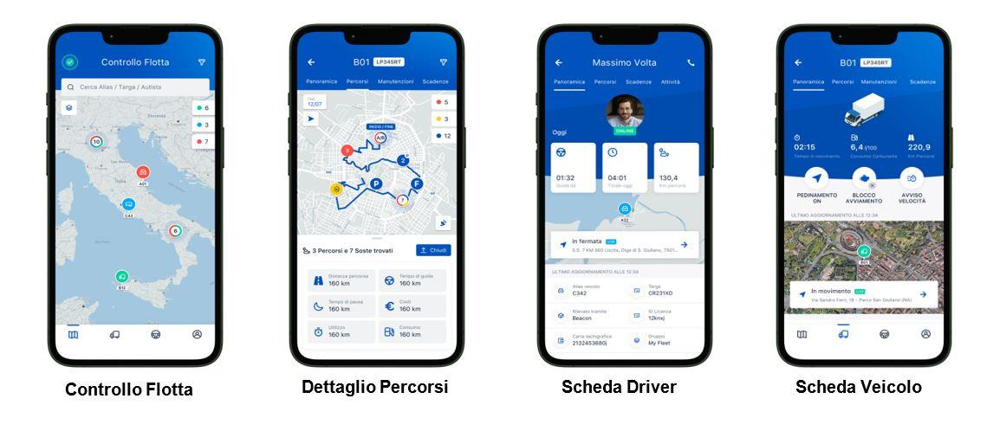 Controllo Flotta
Cerca Alias / Targa / Autista
6
3
7
10
Slovenia
San Marino
Italia
A01
C43
6
B12
B01 LP345RT
Panoramica Percorsi Manutenzioni Scadenze
12/07
5
3
12
INIZIO / FINE
A/B
3
2
P
P
F
7
3 Percorsi e 7 Soste trovati
Chiudi
Distanza percorsa
160 km
Tempo di guida
160 km
Tempo di pausa
160 km
Costi
160 km
Utilizzo
160 km
Consumo
160 km
Massimo Volta
Panoramica Percorsi Scadenze Attività
ONLINE
Oggi
01:32
Guida da
04:01
Totale oggi
130,4
Km percorsi
A22
In fermata LIVE
S.S. 7 KM 560 Uscita, Diga di S. Giuliano, 7501...
ULTIMO AGGIORNAMENTO ALLE 12:34
Alias veicolo
C342
Targa
CR231XD
Rilevato tramite
Beacon
ID Licenza
12knxj
Carta tachigrafica
2132453680j
Gruppo
My Fleet
B01 LP345RT
Panoramica Percorsi Manutenzioni Scadenze
02:15
Tempo in movimento
6,4 l/100
Consumo Carburante
220,9
Km Percorsi
PEDINAMENTO
ON
BLOCCO
AVVIAMENTO
AVVISO
VELOCITÀ
ULTIMO AGGIORNAMENTO ALLE 12:34
B01
In movimento LIVE
Via Sandro Ferri, 18 - Parco San Giuliano (NA)
Controllo Flotta
Dettaglio Percorsi
Scheda Driver
Scheda Veicolo